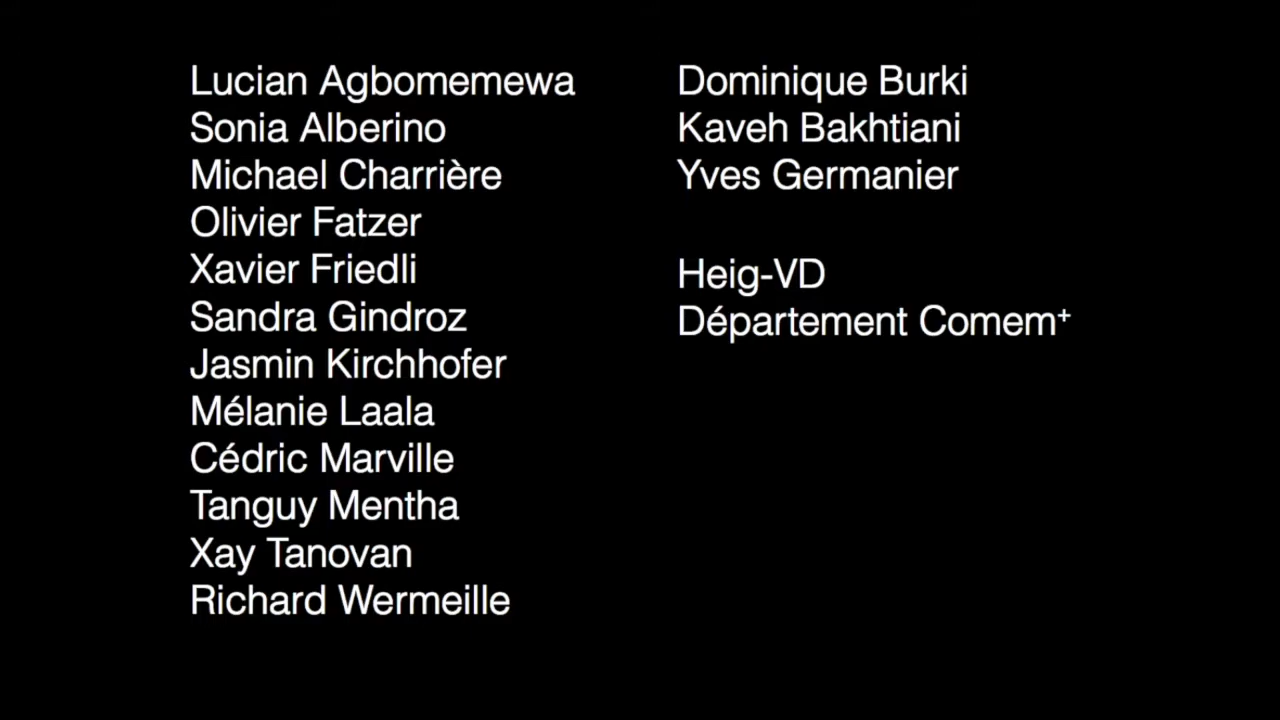 Lucian Agbomemewa
Sonia Alberino
Michael Charrière
Olivier Fatzer
Xavier Friedli
Sandra Gindroz
Jasmin Kirchhofer
Mélanie Laala
Cédric Marville
Tanguy Mentha
Xay Tanovan
Richard Wermeille
Dominique Burki
Kaveh Bakhtiani
Yves Germanier
Heig-VD
Département Comem⁺